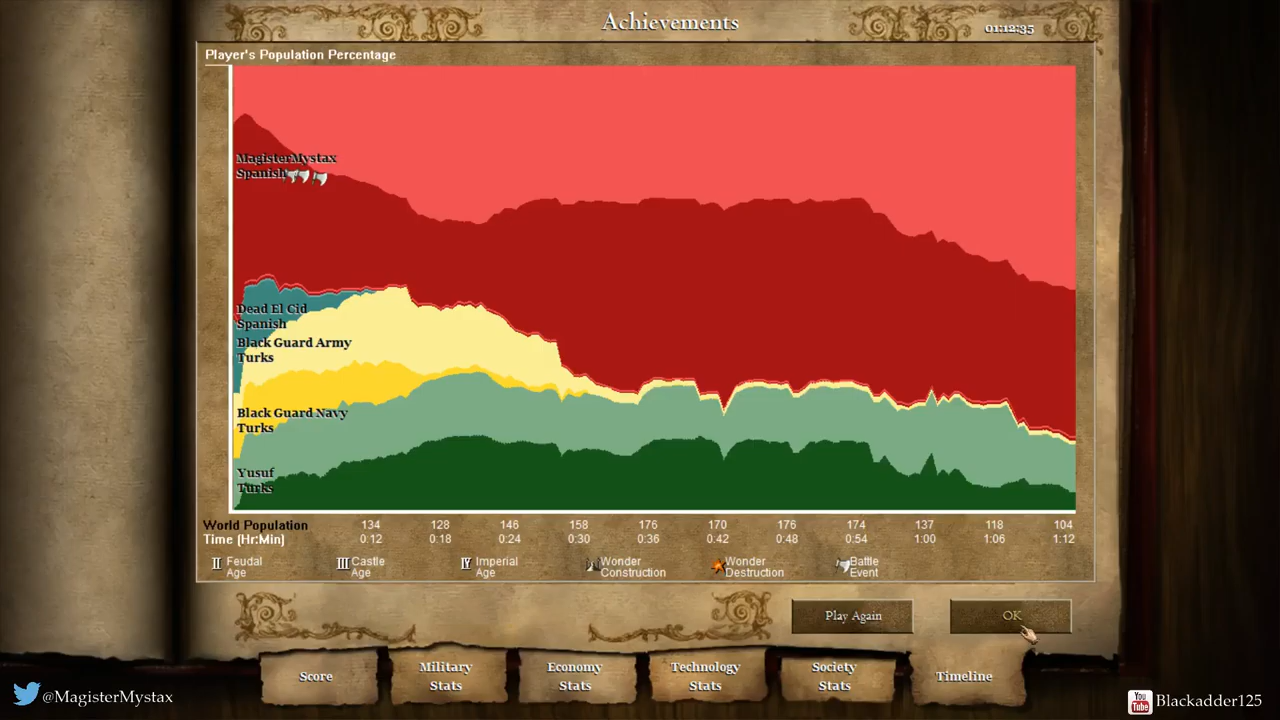 Achievements
01:12:35
Player's Population Percentage
MagisterMystax
Spanish
Dead El Cid
Spanish
Black Guard Army
Turks
Black Guard Navy
Turks
Yusuf
Turks
World Population 134 128 146 158 176 170 176 174 137 118 104
Time (Hr:Min) 0:12 0:18 0:24 0:30 0:36 0:42 0:48 0:54 1:00 1:06 1:12
II Feudal Age
III Castle Age
IV Imperial Age
Wonder Construction
Wonder Destruction
Battle Event
Play Again
OK
Score
Military Stats
Economy Stats
Technology Stats
Society Stats
Timeline
@MagisterMystax
You Tube
Blackadder125